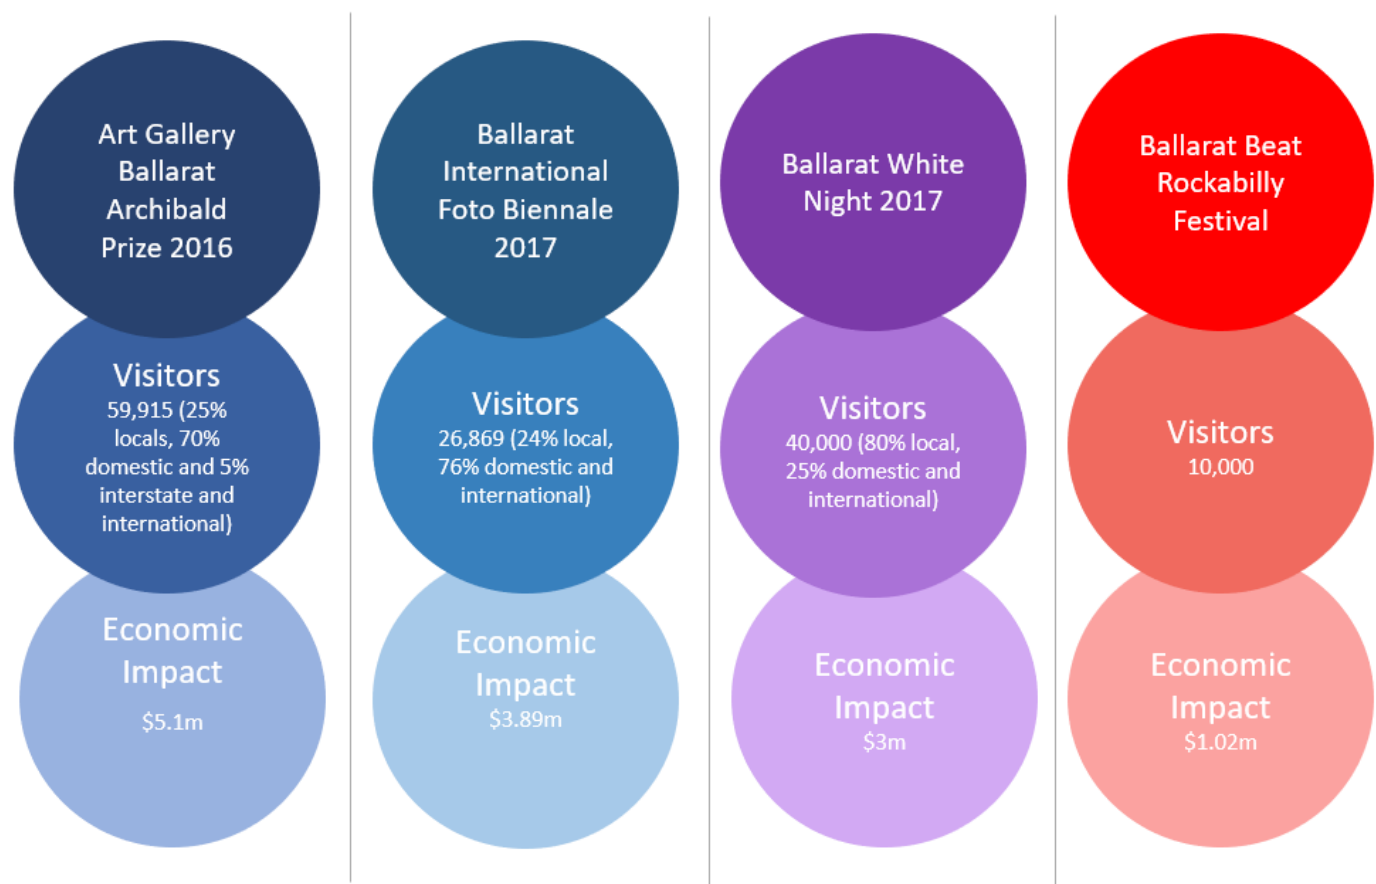 Art Gallery
Ballarat
Archibald
Prize 2016
Visitors
59,915 (25%
locals, 70%
domestic and 5%
interstate and
international)
Economic
Impact
$5.1m
Ballarat
International
Foto Biennale
2017
Visitors
26,869 (24% local,
76% domestic and
international)
Economic
Impact
$3.89m
Ballarat White
Night 2017
Visitors
40,000 (80% local,
25% domestic and
international)
Economic
Impact
$3m
Ballarat Beat
Rockabilly
Festival
Visitors
10,000
Economic
Impact
$1.02m